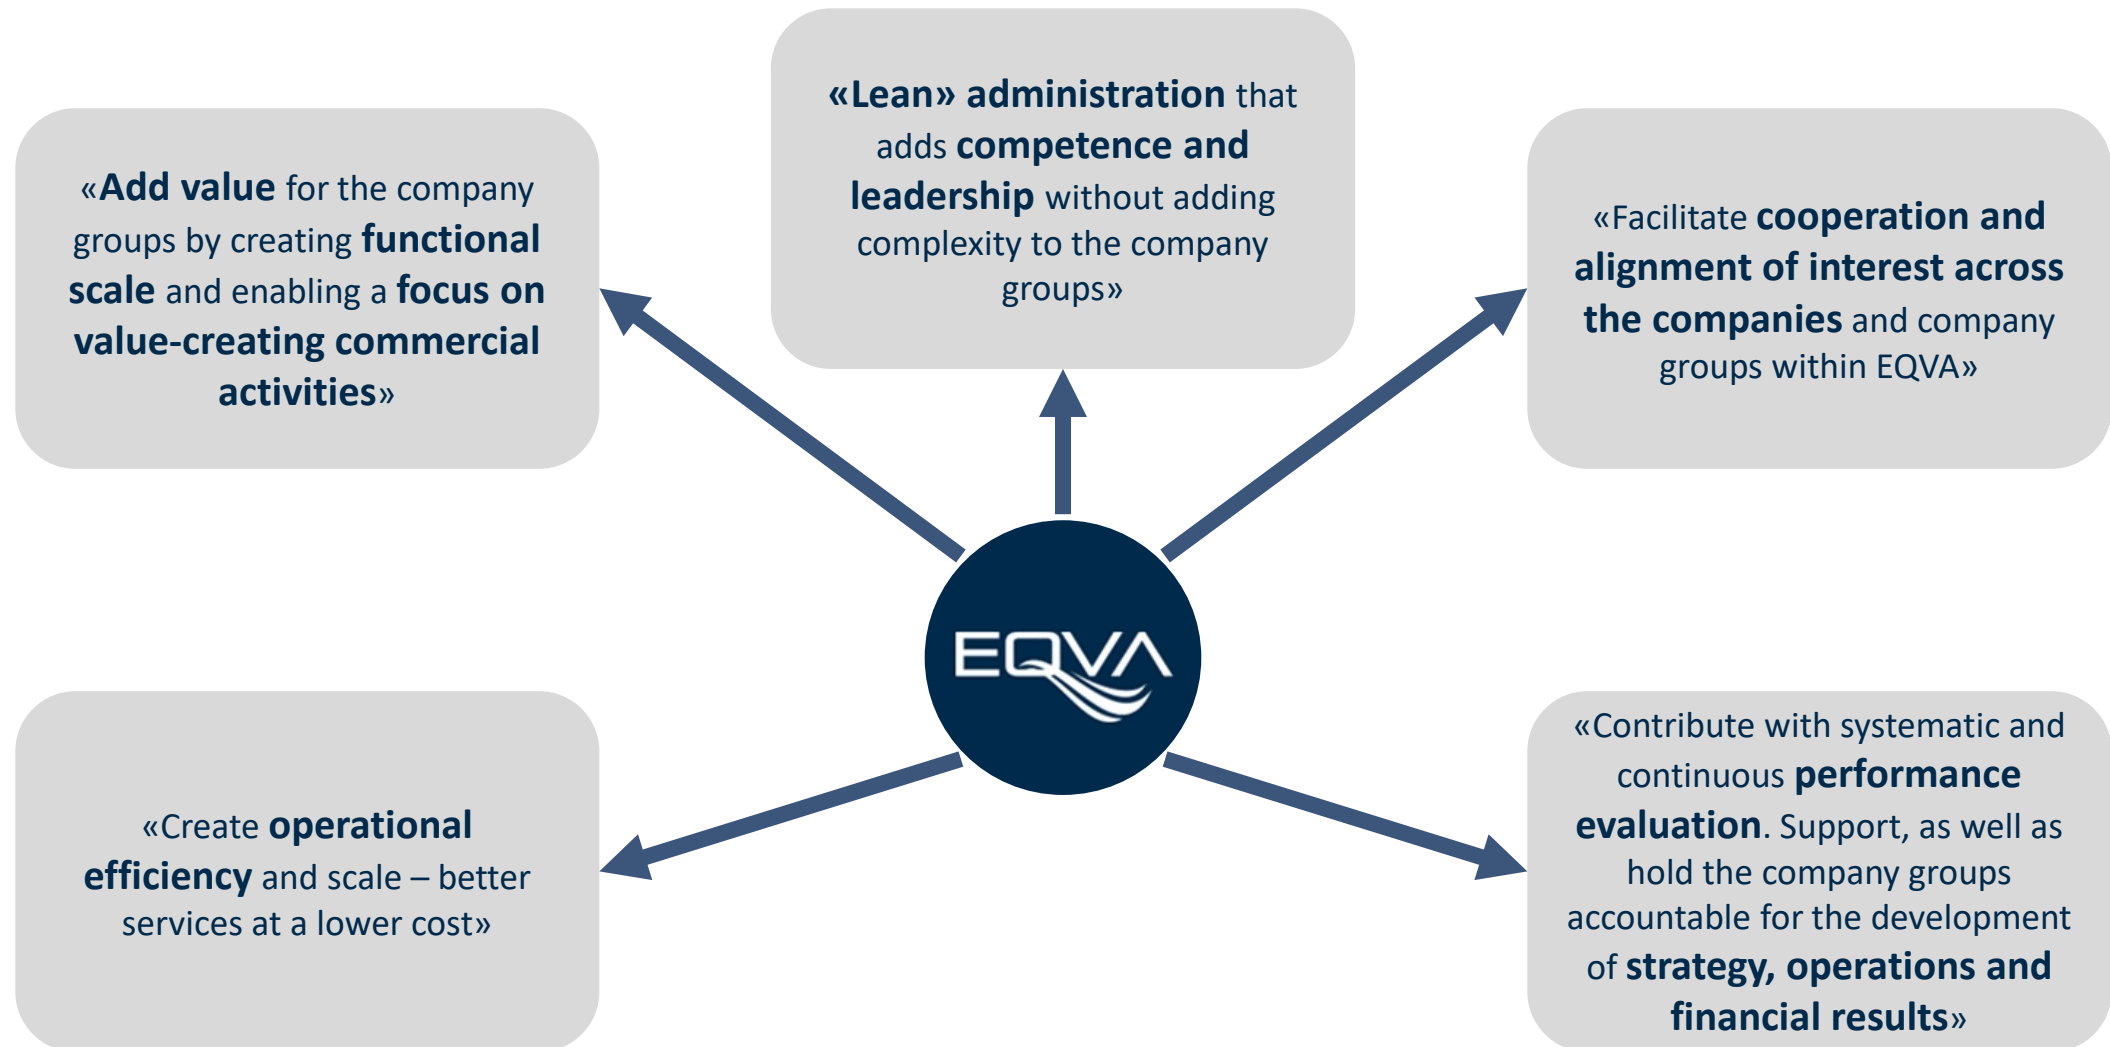 «Lean» administration that
adds competence and
leadership without adding
complexity to the company
groups»
«Add value for the company
groups by creating functional
scale and enabling a focus on
value-creating commercial
activities»
«Facilitate cooperation and
alignment of interest across
the companies and company
groups within EQVA»
EQVA
«Create operational
efficiency and scale – better
services at a lower cost»
«Contribute with systematic and
continuous performance
evaluation. Support, as well as
hold the company groups
accountable for the development
of strategy, operations and
financial results»